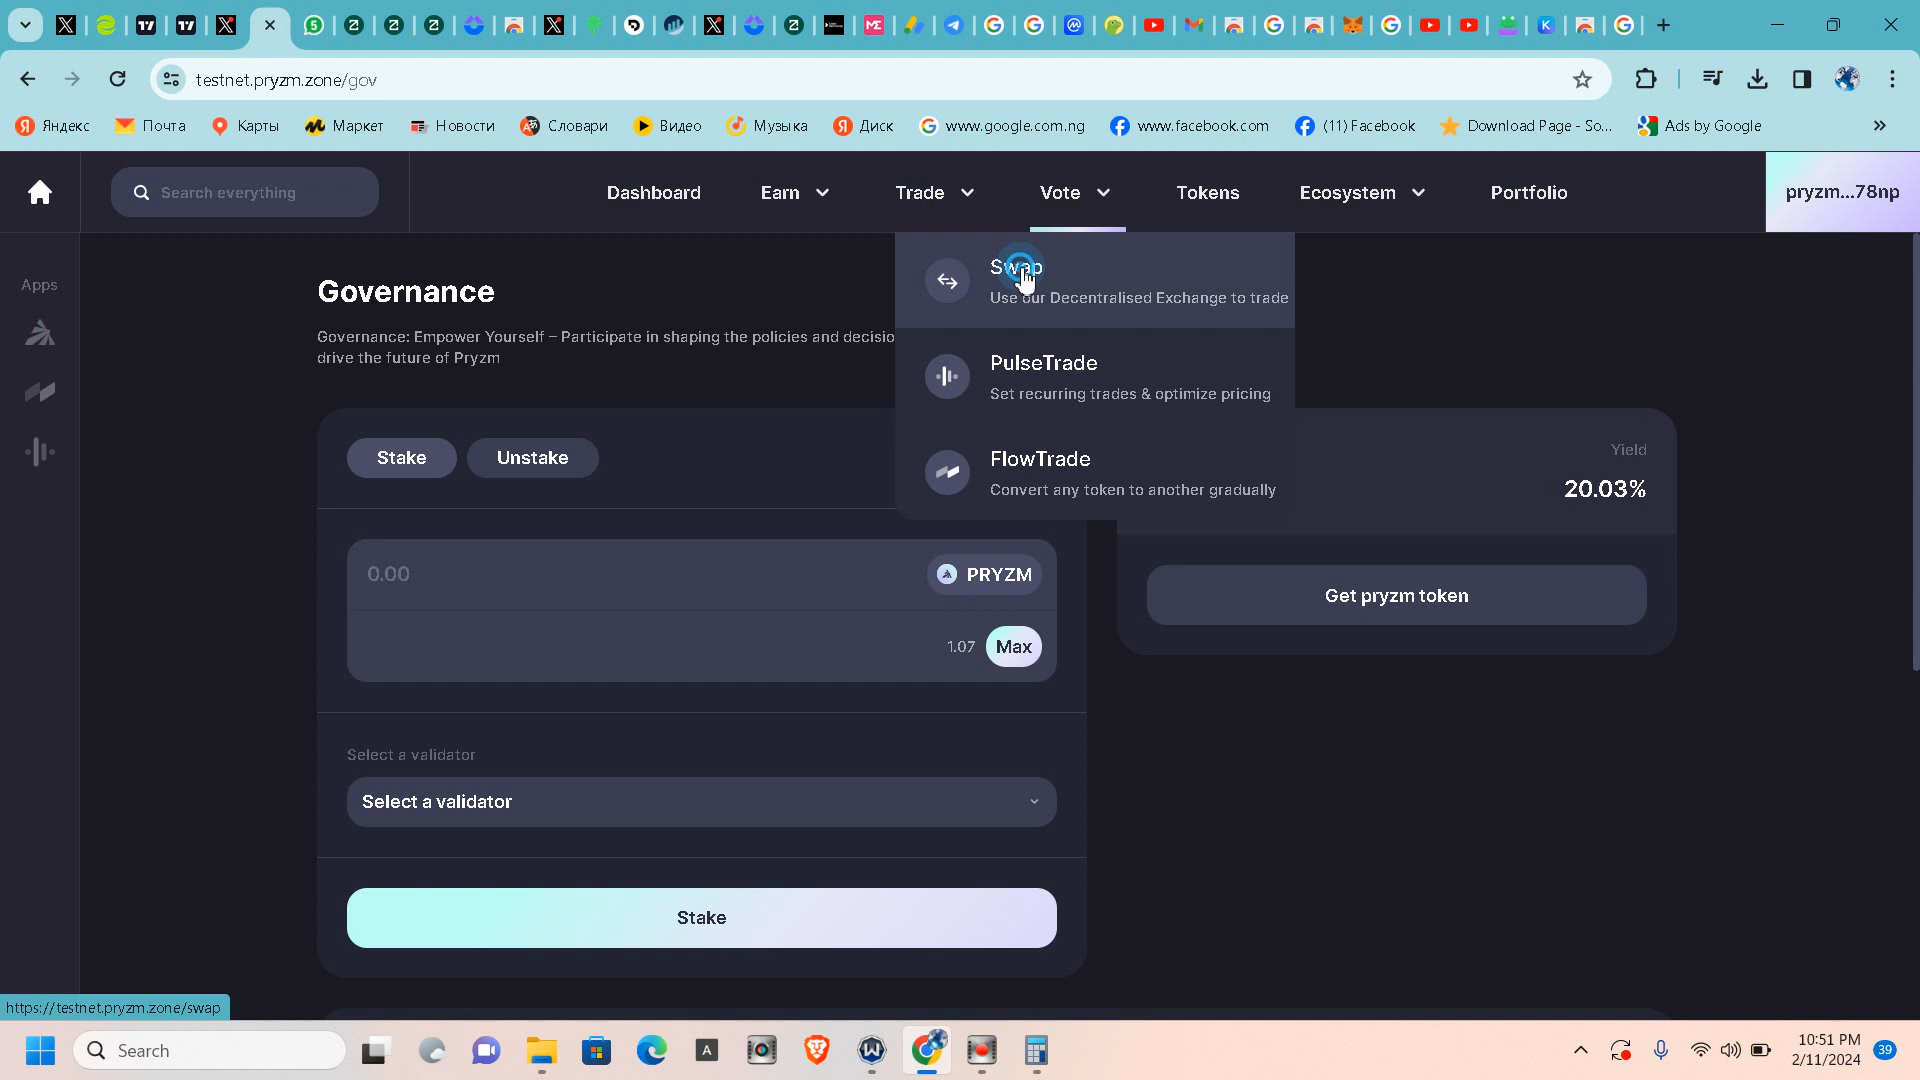 testnet.pryzm.zone/gov
Яндекс
Почта
Карты
Маркет
Новости
Словари
Видео
Музыка
Диск
www.google.com.ng
www.facebook.com
(11) Facebook
Download Page - So...
Ads by Google
Search everything
Dashboard
Earn
Trade
Vote
Tokens
Ecosystem
Portfolio
pryzm...78np
Apps
Governance
Governance: Empower Yourself – Participate in shaping the policies and decisio
drive the future of Pryzm
Swap
Use our Decentralised Exchange to trade
PulseTrade
Set recurring trades & optimize pricing
FlowTrade
Convert any token to another gradually
Stake
Unstake
Yield
20.03%
0.00
PRYZM
1.07
Max
Get pryzm token
Select a validator
Select a validator
Stake
https://testnet.pryzm.zone/swap
Search
10:51 PM
2/11/2024
39